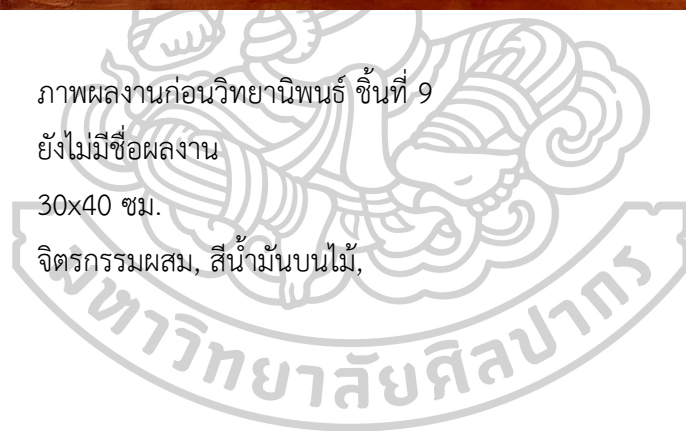 ภาพผลงานก่อนวิทยานิพนธ์ ชิ้นที่ 9
ยังไม่มีชื่อผลงาน
30x40 ซม.
จิตรกรรมผสม, สีน้ำมันบนไม้,
มหาวิทยาลัยศิลปากร